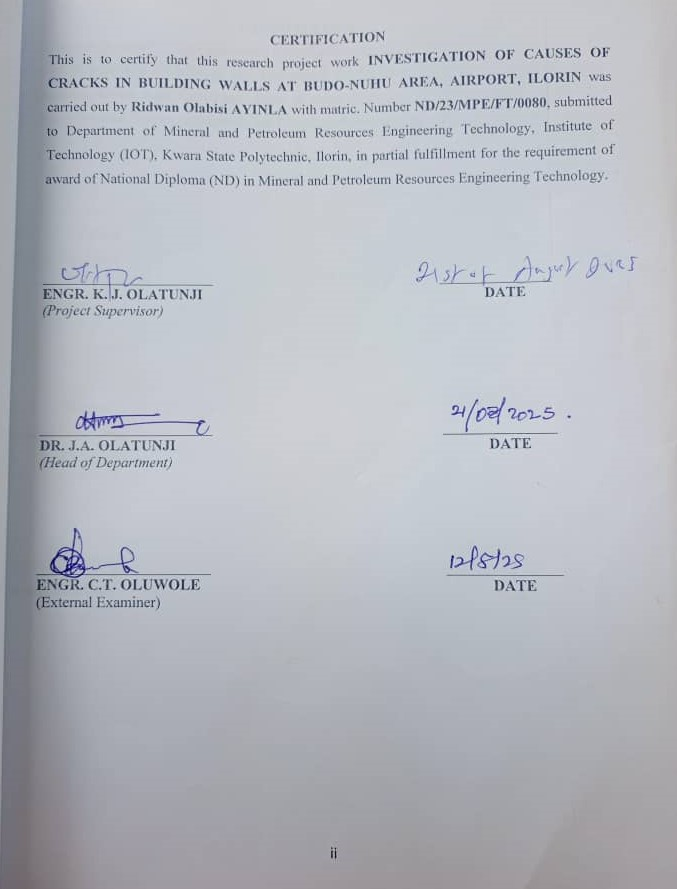 CERTIFICATION
This is to certify that this research project work INVESTIGATION OF CAUSES OF
CRACKS IN BUILDING WALLS AT BUDO-NUHU AREA, AIRPORT, ILORIN was
carried out by Ridwan Olabisi AYINLA with matric. Number ND/23/MPE/FT/0080, submitted
to Department of Mineral and Petroleum Resources Engineering Technology, Institute of
Technology (IOT), Kwara State Polytechnic, Ilorin, in partial fulfillment for the requirement of
award of National Diploma (ND) in Mineral and Petroleum Resources Engineering Technology.
21st of August 2025
ENGR. K.J. OLATUNJI
DATE
(Project Supervisor)
21/08/2025.
DR. J.A. OLATUNJI
DATE
(Head of Department)
12/8/25
ENGR. C.T. OLUWOLE
DATE
(External Examiner)
ii